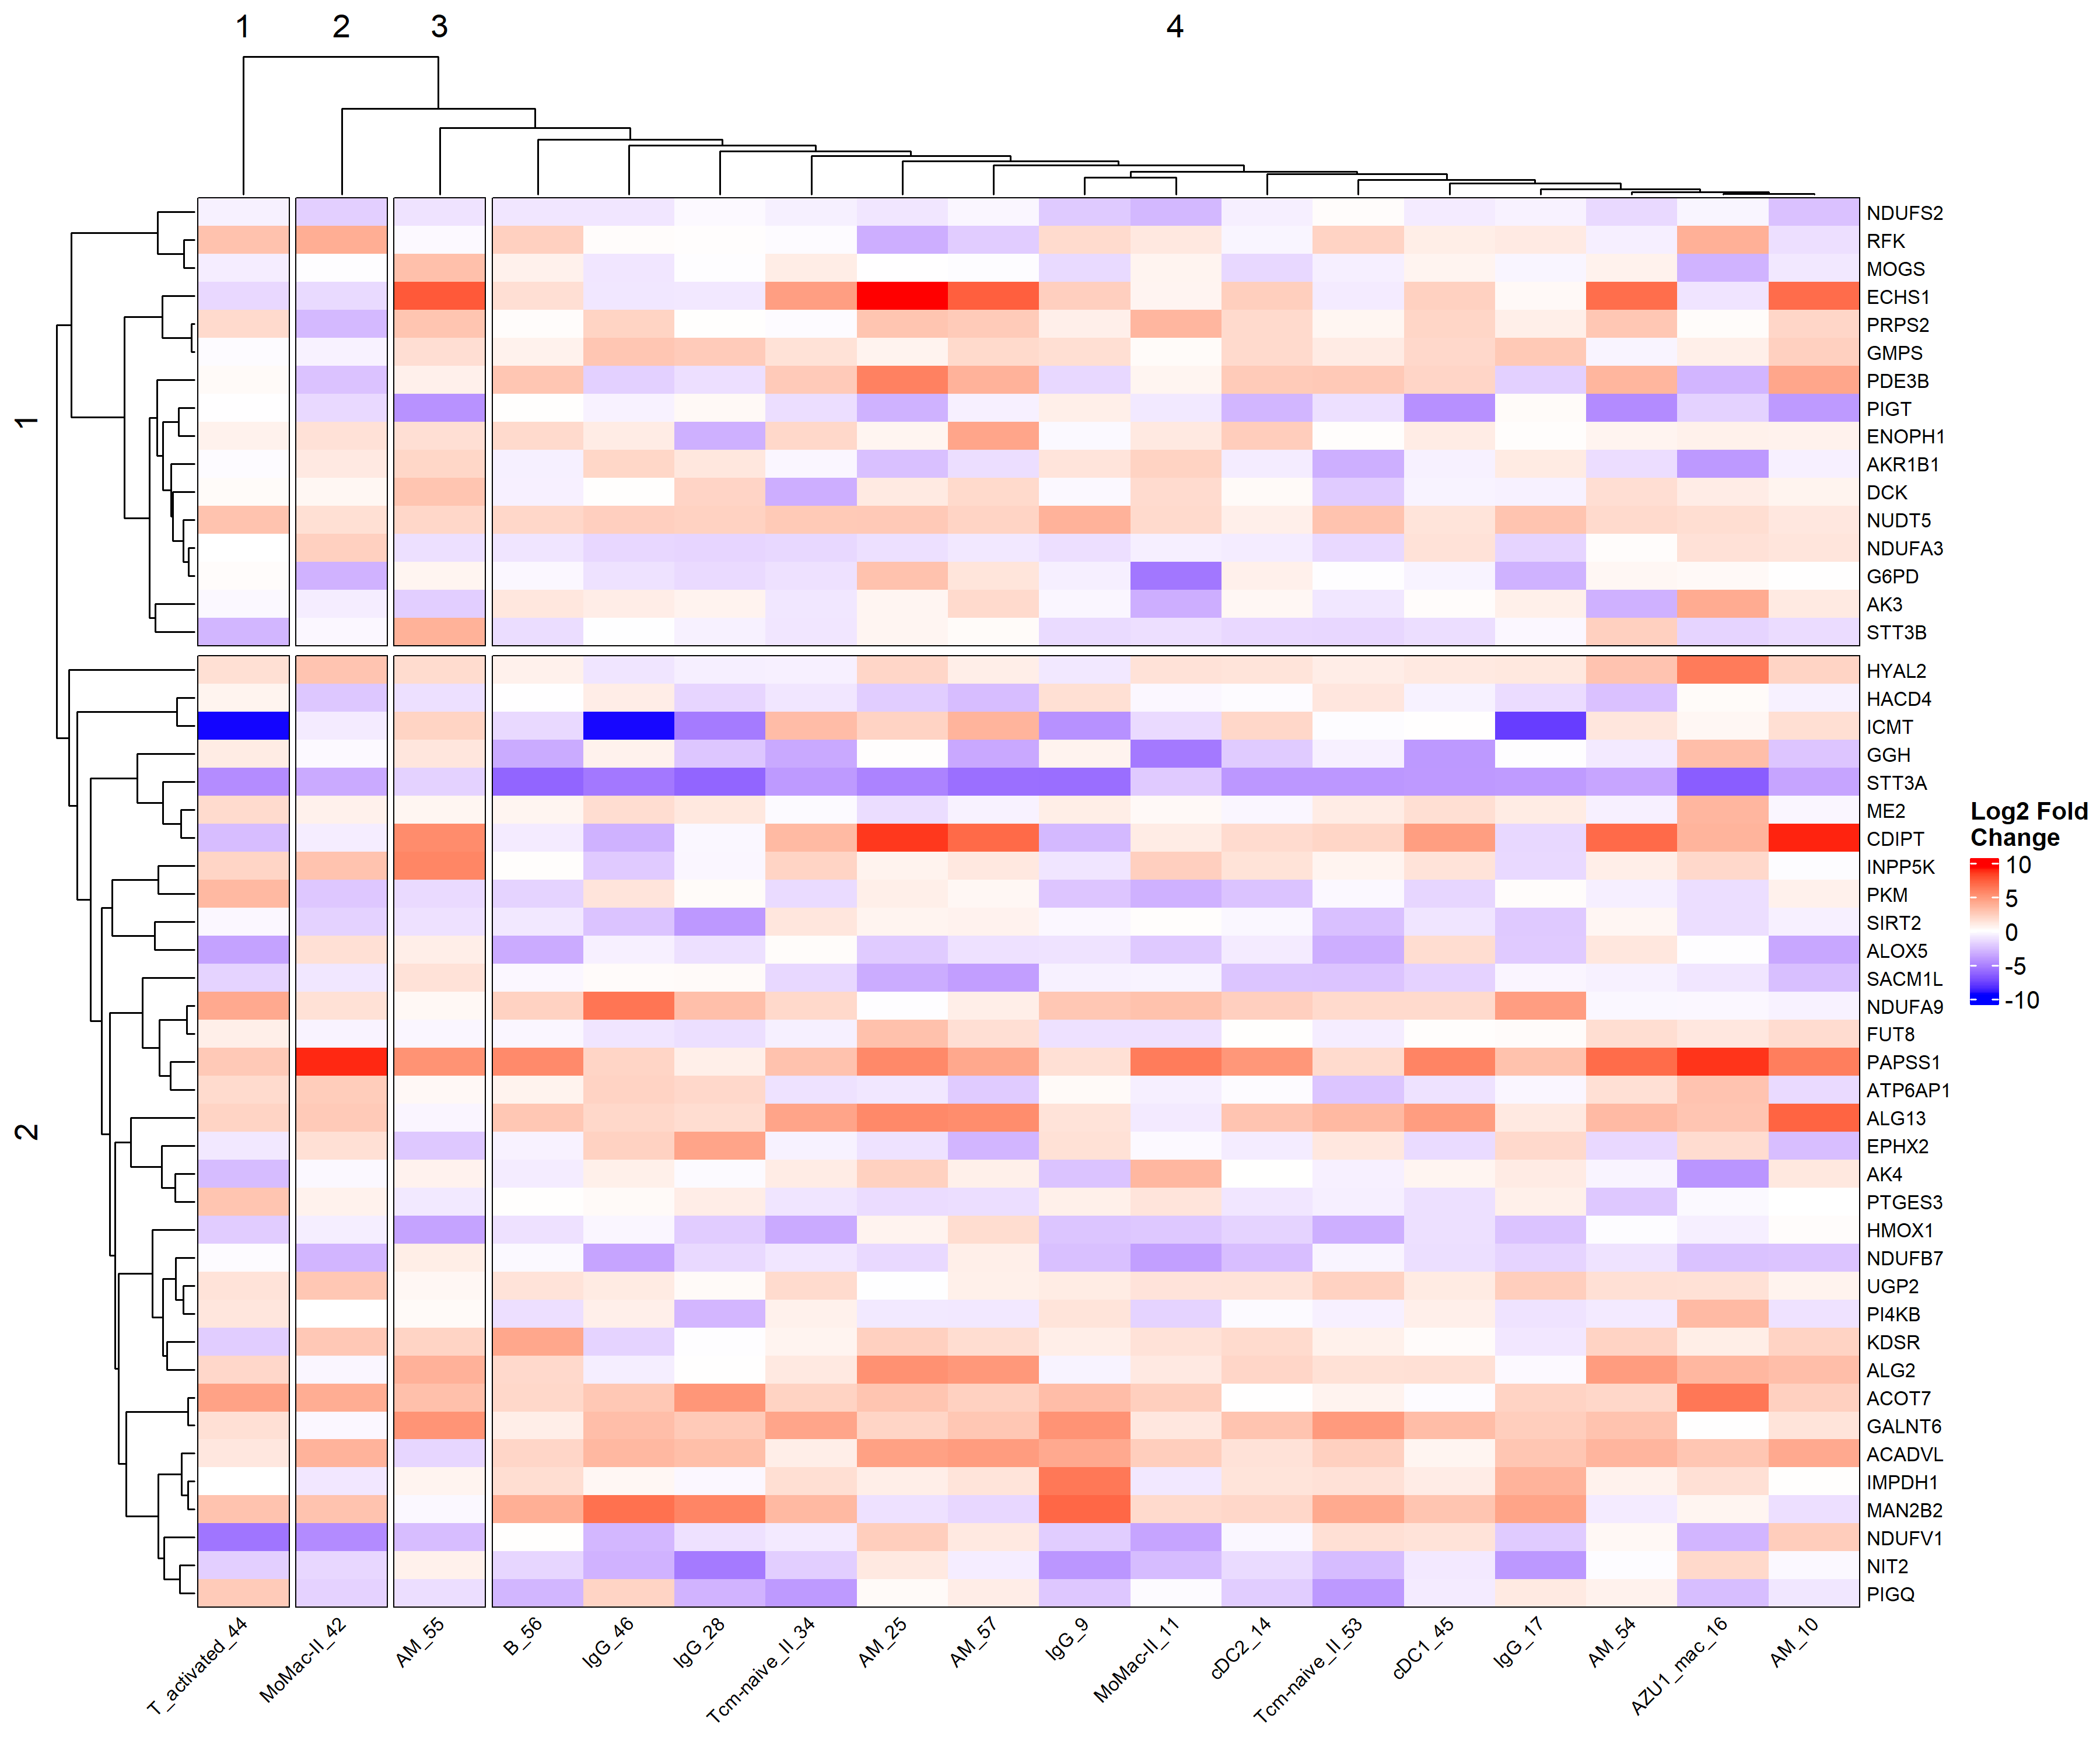 1 2 3 4
1
NDUFS2
RFK
MOGS
ECHS1
PRPS2
GMPS
PDE3B
PIGT
ENOPH1
AKR1B1
DCK
NUDT5
NDUFA3
G6PD
AK3
STT3B
2
HYAL2
HACD4
ICMT
GGH
STT3A
ME2
CDIPT
INPP5K
PKM
SIRT2
ALOX5
SACM1L
NDUFA9
FUT8
PAPSS1
ATP6AP1
ALG13
EPHX2
AK4
PTGES3
HMOX1
NDUFB7
UGP2
PI4KB
KDSR
ALG2
ACOT7
GALNT6
ACADVL
IMPDH1
MAN2B2
NDUFV1
NIT2
PIGQ
Log2 Fold
Change
10
5
0
-5
-10
T_activated_44
MoMac-II_42
AM_55
B_56
IgG_46
IgG_28
Tcm-naive_II_34
AM_25
AM_57
IgG_9
MoMac-II_11
cDC2_14
Tcm-naive_II_53
cDC1_45
IgG_17
AM_54
AZU1_mac_16
AM_10